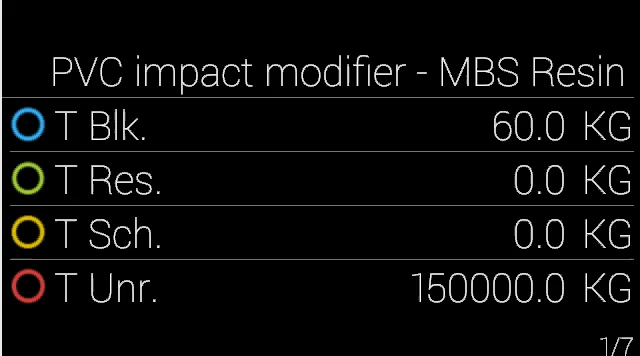 PVC impact modifier - MBS Resin
T Blk. 60.0 KG
T Res. 0.0 KG
T Sch. 0.0 KG
T Unr. 150000.0 KG
1/7